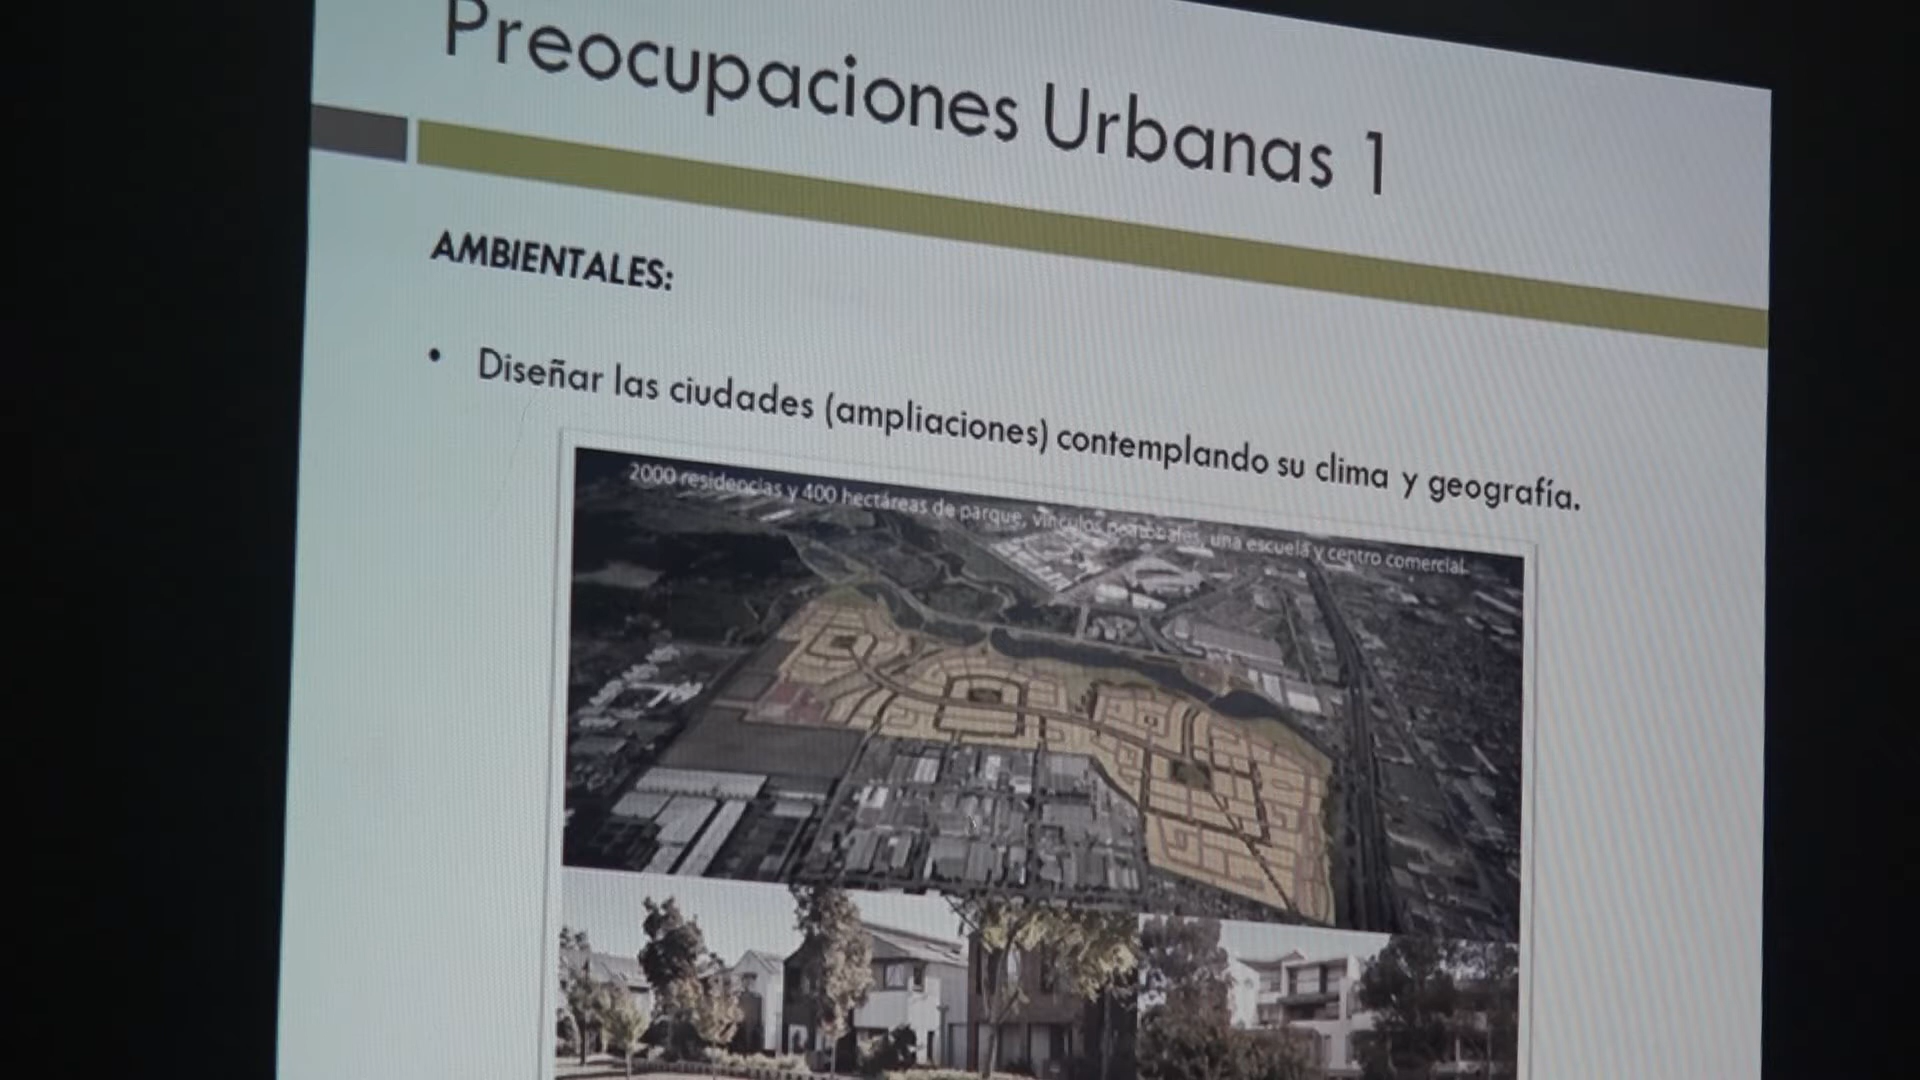 Preocupaciones Urbanas 1
AMBIENTALES:
• Diseñar las ciudades (ampliaciones) contemplando su clima y geografía.
2000 residencias y 400 hectáreas de parque, vínculos peatonales, una escuela y centro comercial